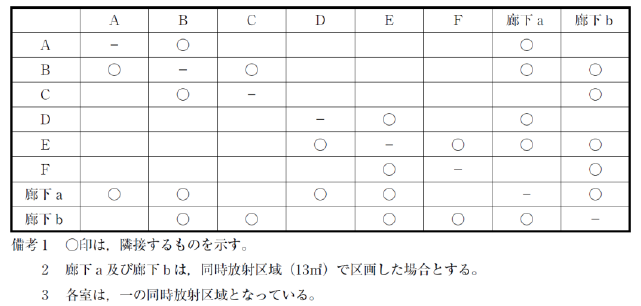 A B C D E F 廊下a 廊下b
A － ○ ○
B ○ － ○ ○ ○
C ○ － ○
D － ○ ○
E ○ － ○ ○ ○
F ○ － ○
廊下a ○ ○ ○ ○ － ○
廊下b ○ ○ ○ ○ ○ －
備考1 ○印は，隣接するものを示す。
2 廊下a及び廊下bは，同時放射区域（13㎡）で区画した場合とする。
3 各室は，一の同時放射区域となっている。